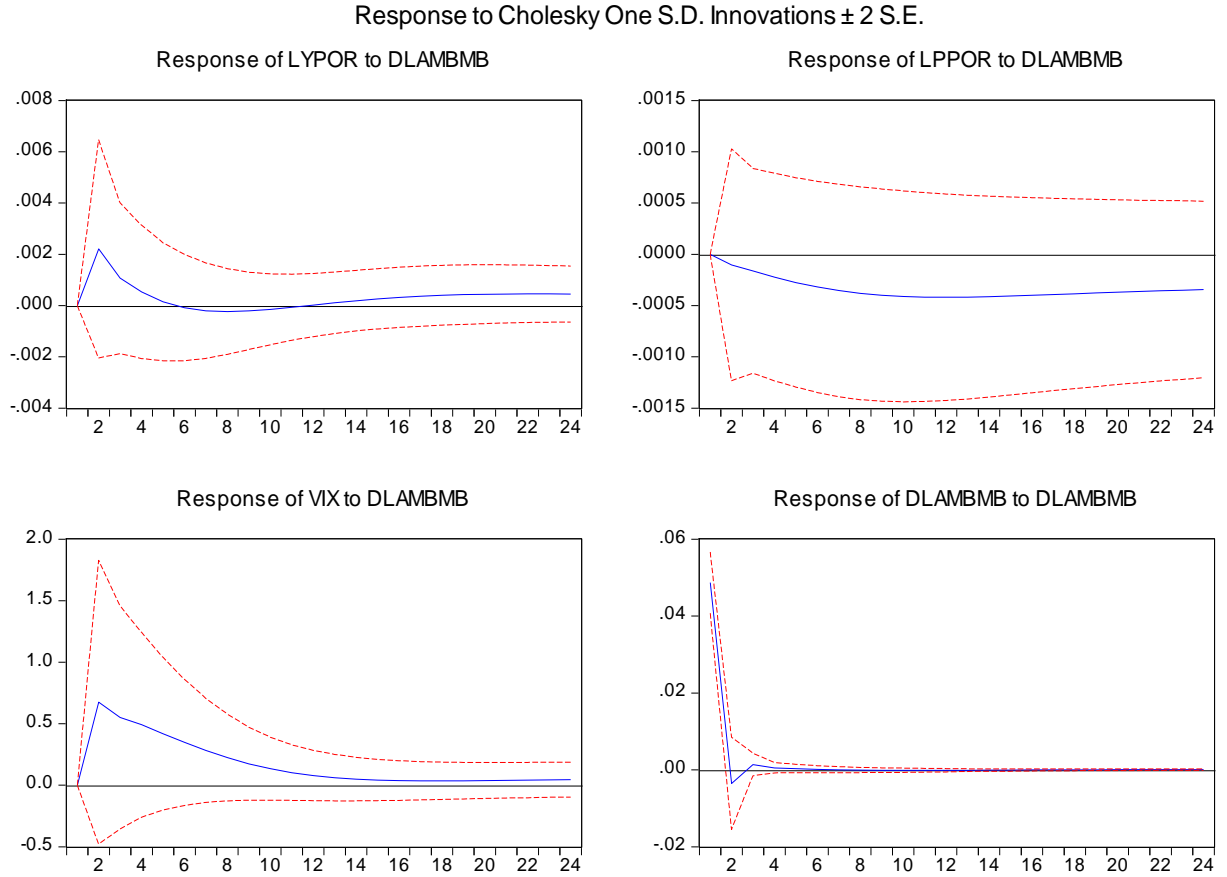 Response to Cholesky One S.D. Innovations ± 2 S.E.
Response of LYPOR to DLAMBMB
.008
.006
.004
.002
.000
-.002
-.004
2 4 6 8 10 12 14 16 18 20 22 24
Response of LPPOR to DLAMBMB
.0015
.0010
.0005
.0000
-.0005
-.0010
-.0015
2 4 6 8 10 12 14 16 18 20 22 24
Response of VIX to DLAMBMB
2.0
1.5
1.0
0.5
0.0
-0.5
2 4 6 8 10 12 14 16 18 20 22 24
Response of DLAMBMB to DLAMBMB
.06
.04
.02
.00
-.02
2 4 6 8 10 12 14 16 18 20 22 24